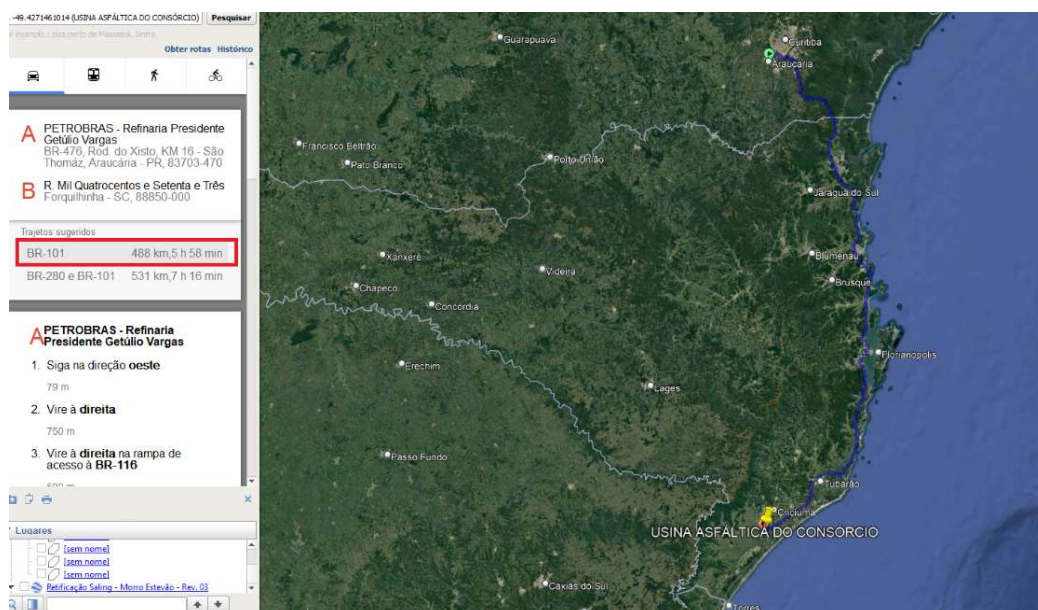 -49.4271461014 (USINA ASFÁLTICA DO CONSÓRCIO)
Pesquisar
Obter rotas Histórico
A PETROBRAS - Refinaria Presidente
Getúlio Vargas
BR-476, Rod. do Xisto, KM 16 - São
Thomáz, Araucária - PR, 83703-470
B R. Mil Quatrocentos e Setenta e Três
Forquilhinha - SC, 88850-000
Trajetos sugeridos
BR-101 488 km,5 h 58 min
BR-280 e BR-101 531 km,7 h 16 min
A PETROBRAS - Refinaria
Presidente Getúlio Vargas
1. Siga na direção oeste
79 m
2. Vire à direita
750 m
3. Vire à direita na rampa de
acesso à BR-116
Lugares
[sem nome]
[sem nome]
[sem nome]
[sem nome]
Retificação Saling - Morro Estevão - Rev. 03
Guarapuava
Curitiba
Araucária
Francisco Beltrão
Pato Branco
Porto União
Jaraguá do Sul
Xanxerê
Videira
Blumenau
Brusque
Chapecó
Concórdia
Florianópolis
Erechim
Lages
Passo Fundo
Tubarão
Criciúma
USINA ASFÁLTICA DO CONSÓRCIO
Caxias do Sul
Torres